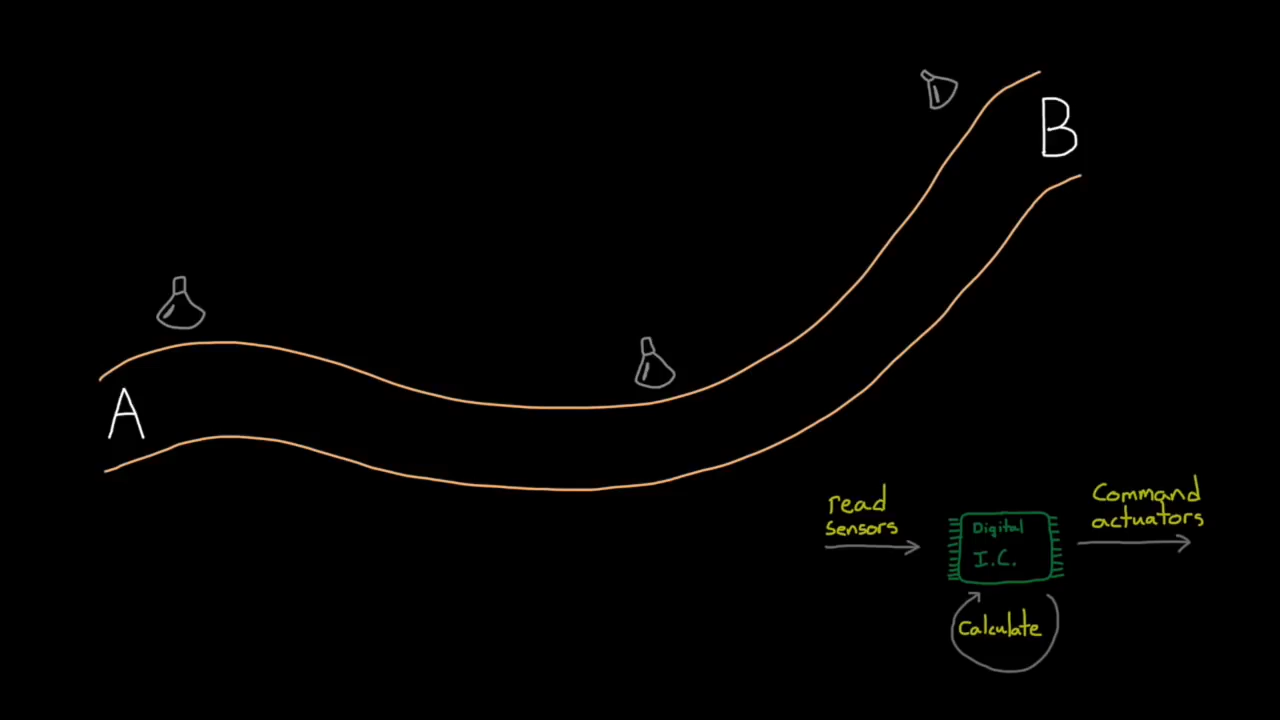 A
B
read
sensors
Digital
I.C.
Command
actuators
Calculate